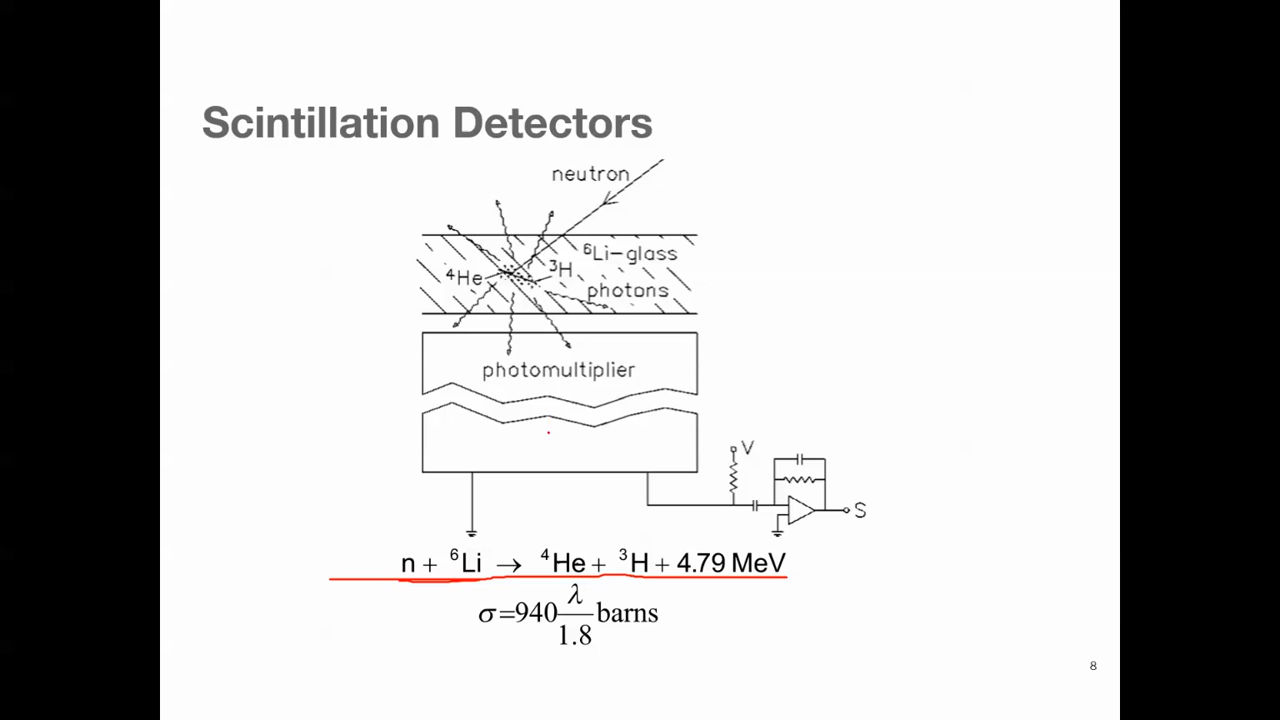 Scintillation Detectors
neutron
⁶Li-glass
⁴He
³H
photons
photomultiplier
V
S
n + ⁶Li → ⁴He + ³H + 4.79 MeV
σ=940 λ/1.8 barns
8